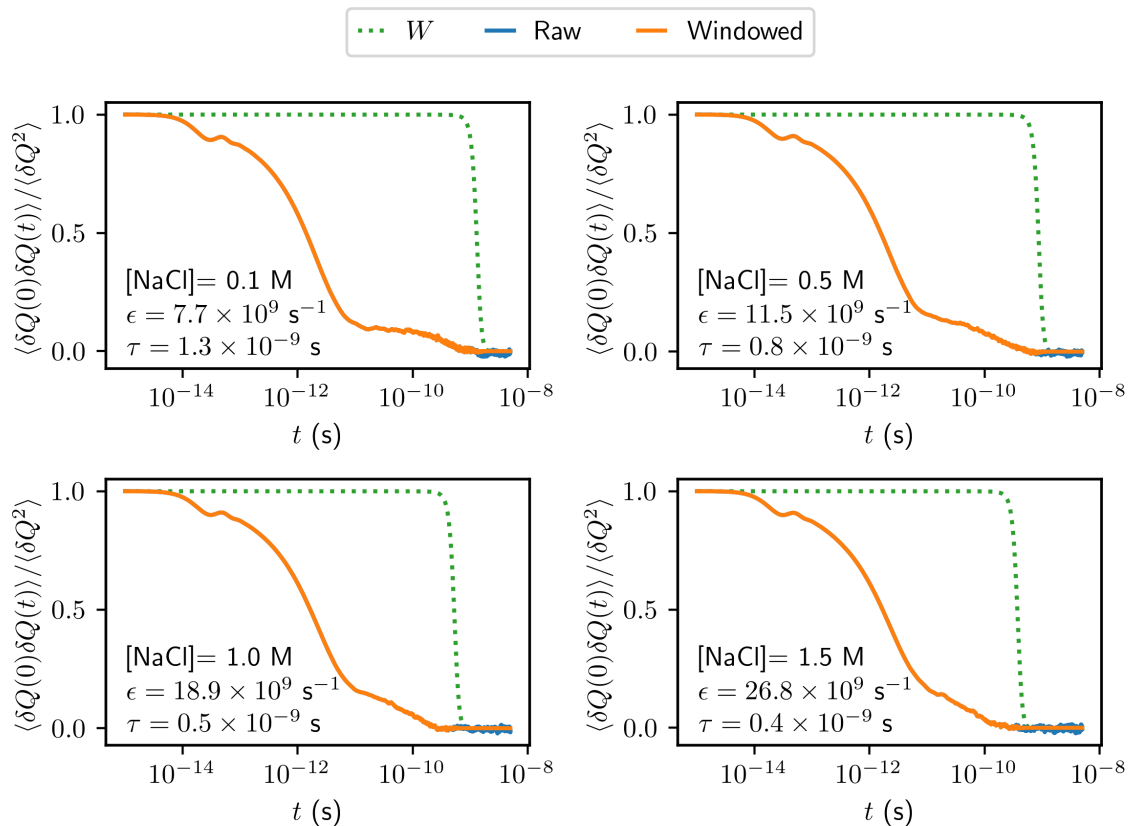 W Raw Windowed
⟨δQ(0)δQ(t)⟩/⟨δQ²⟩
1.0
0.5
0.0
[NaCl]= 0.1 M
ϵ = 7.7 × 10⁹ s⁻¹
τ = 1.3 × 10⁻⁹ s
10⁻¹⁴ 10⁻¹² 10⁻¹⁰ 10⁻⁸
t (s)
⟨δQ(0)δQ(t)⟩/⟨δQ²⟩
1.0
0.5
0.0
[NaCl]= 0.5 M
ϵ = 11.5 × 10⁹ s⁻¹
τ = 0.8 × 10⁻⁹ s
10⁻¹⁴ 10⁻¹² 10⁻¹⁰ 10⁻⁸
t (s)
⟨δQ(0)δQ(t)⟩/⟨δQ²⟩
1.0
0.5
0.0
[NaCl]= 1.0 M
ϵ = 18.9 × 10⁹ s⁻¹
τ = 0.5 × 10⁻⁹ s
10⁻¹⁴ 10⁻¹² 10⁻¹⁰ 10⁻⁸
t (s)
⟨δQ(0)δQ(t)⟩/⟨δQ²⟩
1.0
0.5
0.0
[NaCl]= 1.5 M
ϵ = 26.8 × 10⁹ s⁻¹
τ = 0.4 × 10⁻⁹ s
10⁻¹⁴ 10⁻¹² 10⁻¹⁰ 10⁻⁸
t (s)